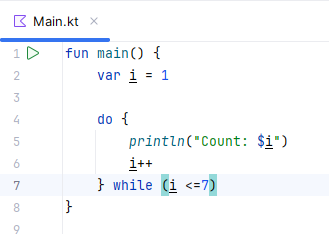 Main.kt
1 fun main() {
2     var i = 1
3
4     do {
5         println("Count: $i")
6         i++
7     } while (i <=7)
8 }
9